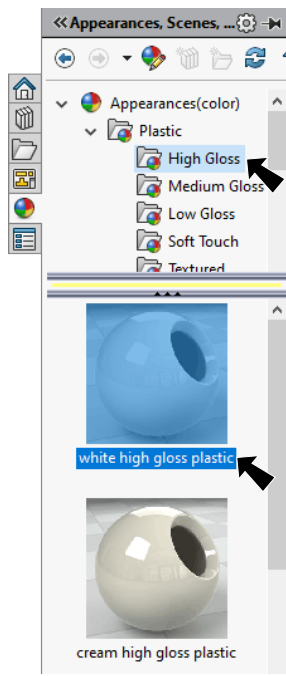 Appearances, Scenes, ...
Appearances(color)
Plastic
High Gloss
Medium Gloss
Low Gloss
Soft Touch
Textured
white high gloss plastic
cream high gloss plastic